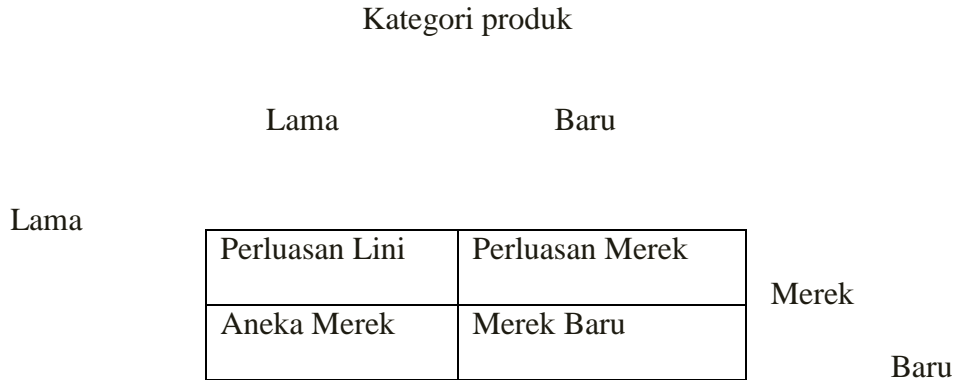 Kategori produk
Lama Baru
Lama
Perluasan Lini Perluasan Merek
Merek
Aneka Merek Merek Baru
Baru